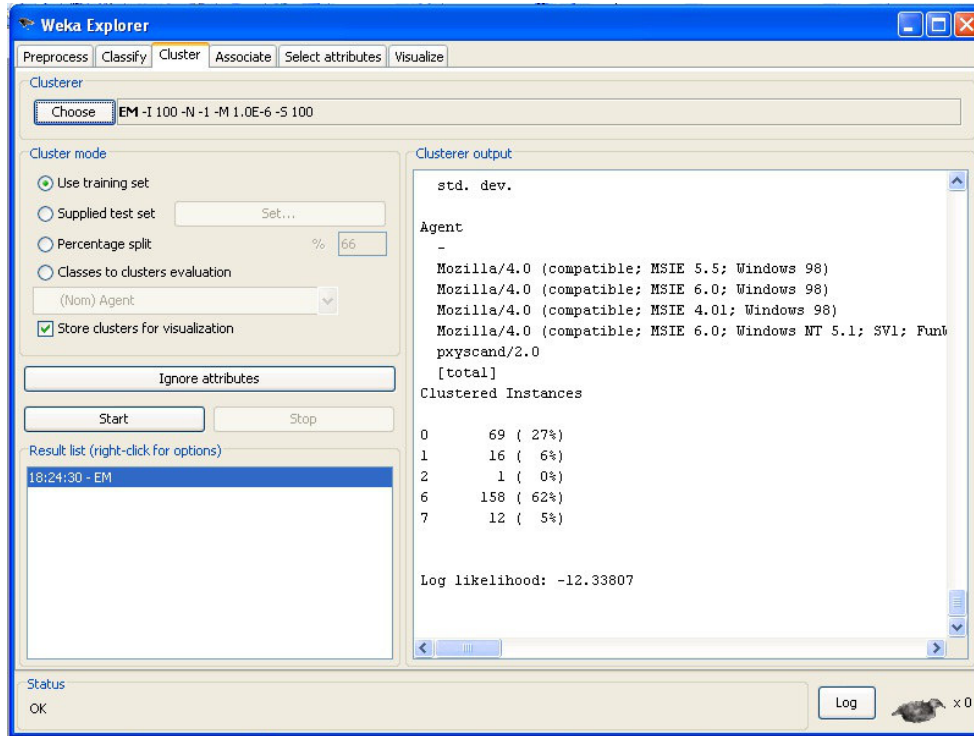 Weka Explorer
Preprocess Classify Cluster Associate Select attributes Visualize
Clusterer
Choose EM -I 100 -N -1 -M 1.0E-6 -S 100
Cluster mode
Use training set
Supplied test set Set...
Percentage split % 66
Classes to clusters evaluation
(Nom) Agent
Store clusters for visualization
Ignore attributes
Start Stop
Result list (right-click for options)
18:24:30 - EM
Clusterer output
std. dev.
Agent
-
Mozilla/4.0 (compatible; MSIE 5.5; Windows 98)
Mozilla/4.0 (compatible; MSIE 6.0; Windows 98)
Mozilla/4.0 (compatible; MSIE 4.01; Windows 98)
Mozilla/4.0 (compatible; MSIE 6.0; Windows NT 5.1; SV1;
pxyscand/2.0
[total]
Clustered Instances
0 69 ( 27%)
1 16 ( 6%)
2 1 ( 0%)
6 158 ( 62%)
7 12 ( 5%)
Log likelihood: -12.33807
Status
OK
Log x 0